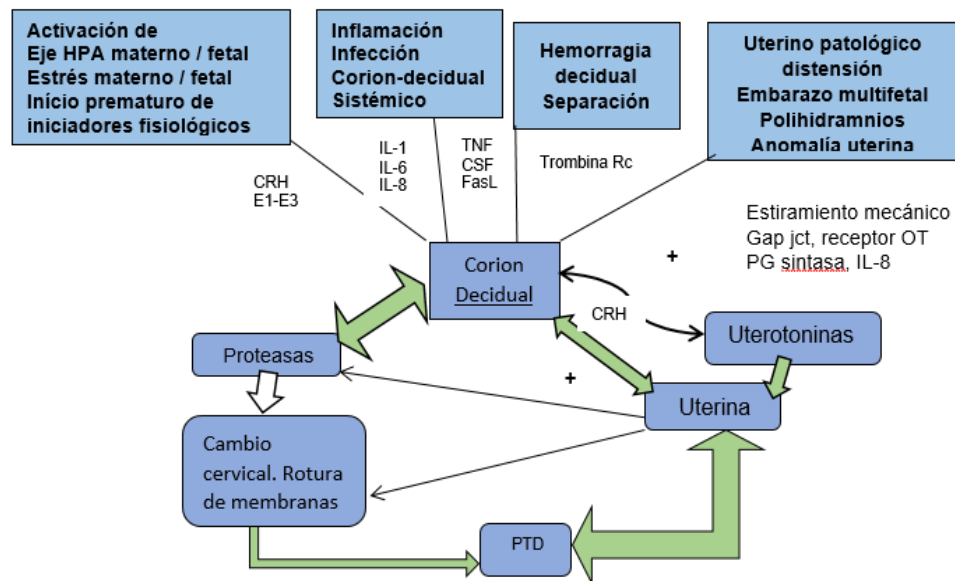 Activación de
Eje HPA materno / fetal
Estrés materno / fetal
Início prematuro de
iniciadores fisiológicos
Inflamación
Infección
Corion-decidual
Sistémico
Hemorragia
decidual
Separación
Uterino patológico
distensión
Embarazo multifetal
Polihidramnios
Anomalía uterina
CRH
E1-E3
IL-1
IL-6
IL-8
TNF
CSF
FasL
Trombina Rc
Estiramiento mecánico
Gap jct, receptor OT
PG sintasa, IL-8
+
Corion
Decidual
CRH
Uterotoninas
Proteasas
+
Uterina
Cambio
cervical. Rotura
de membranas
PTD